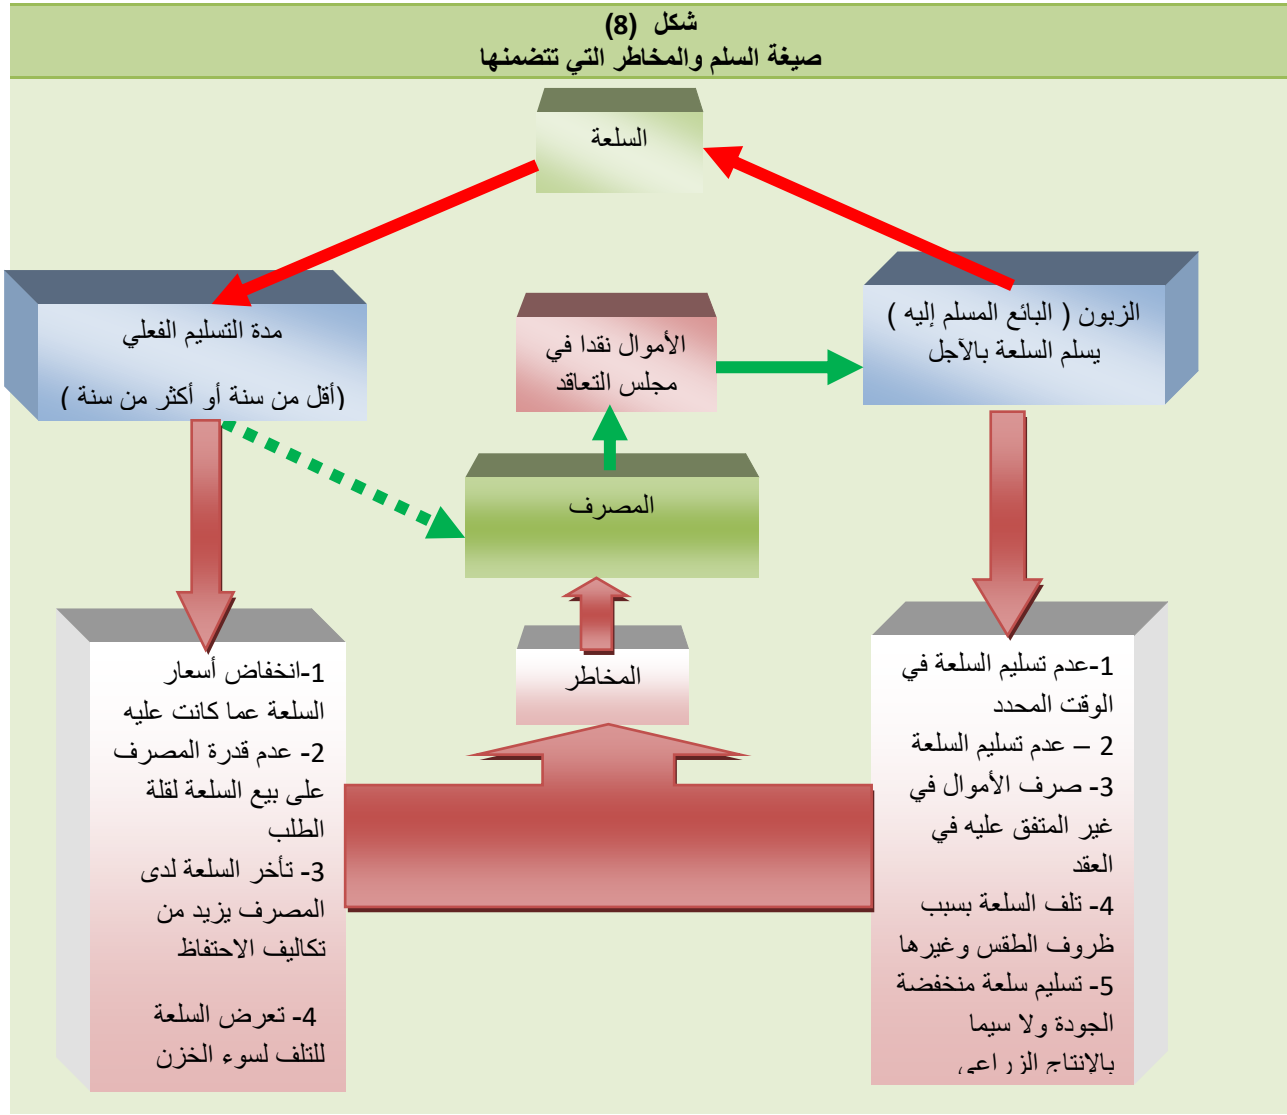 شكل (8)
صيغة السلم والمخاطر التي تتضمنها
السلعة
الزبون ( البائع المسلم إليه )
يسلم السلعة بالآجل
الأموال نقدا في
مجلس التعاقد
مدة التسليم الفعلي
(أقل من سنة أو أكثر من سنة )
المصرف
المخاطر
1-عدم تسليم السلعة في
الوقت المحدد
2 – عدم تسليم السلعة
3- صرف الأموال في
غير المتفق عليه في
العقد
4- تلف السلعة بسبب
ظروف الطقس وغيرها
5- تسليم سلعة منخفضة
الجودة ولا سيما
بالإنتاج الزراعي
1-انخفاض أسعار
السلعة عما كانت عليه
2- عدم قدرة المصرف
على بيع السلعة لقلة
الطلب
3- تأخر السلعة لدى
المصرف يزيد من
تكاليف الاحتفاظ
4- تعرض السلعة
للتلف لسوء الخزن